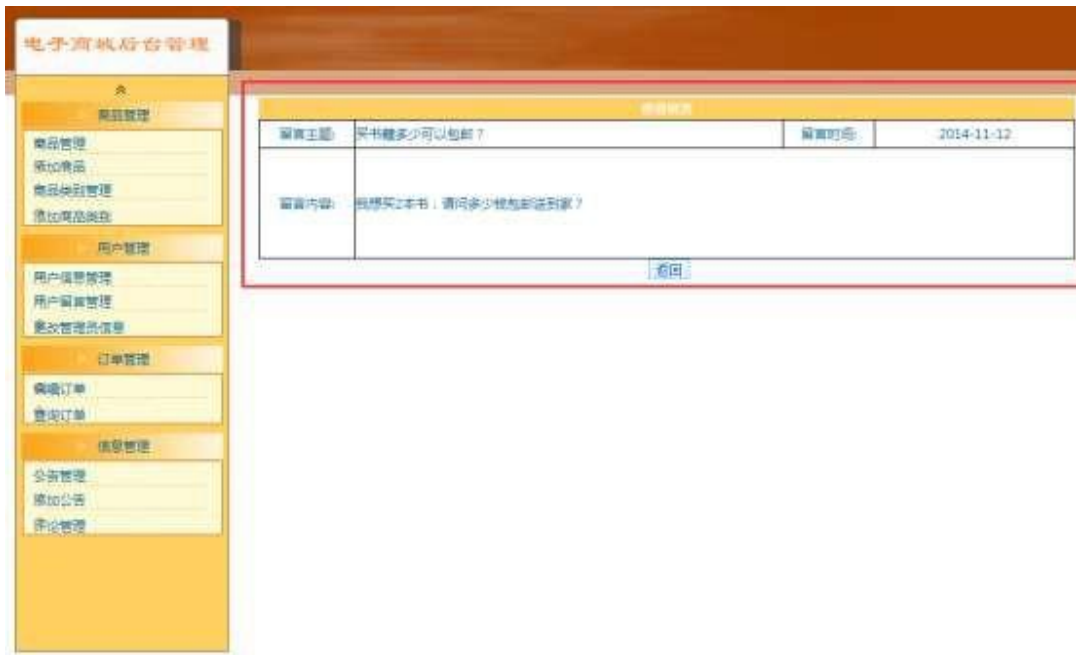 电子商城后台管理
商品管理
商品管理
添加商品
商品类别管理
添加商品类别
用户管理
用户信息管理
用户留言管理
更改管理员信息
订单管理
编辑订单
查询订单
信息管理
公告管理
添加公告
评论管理
留言主题: 买书籍多少可以包邮？ 留言时间: 2014-11-12
留言内容: 我想买2本书，请问多少钱包邮送到家？
返回